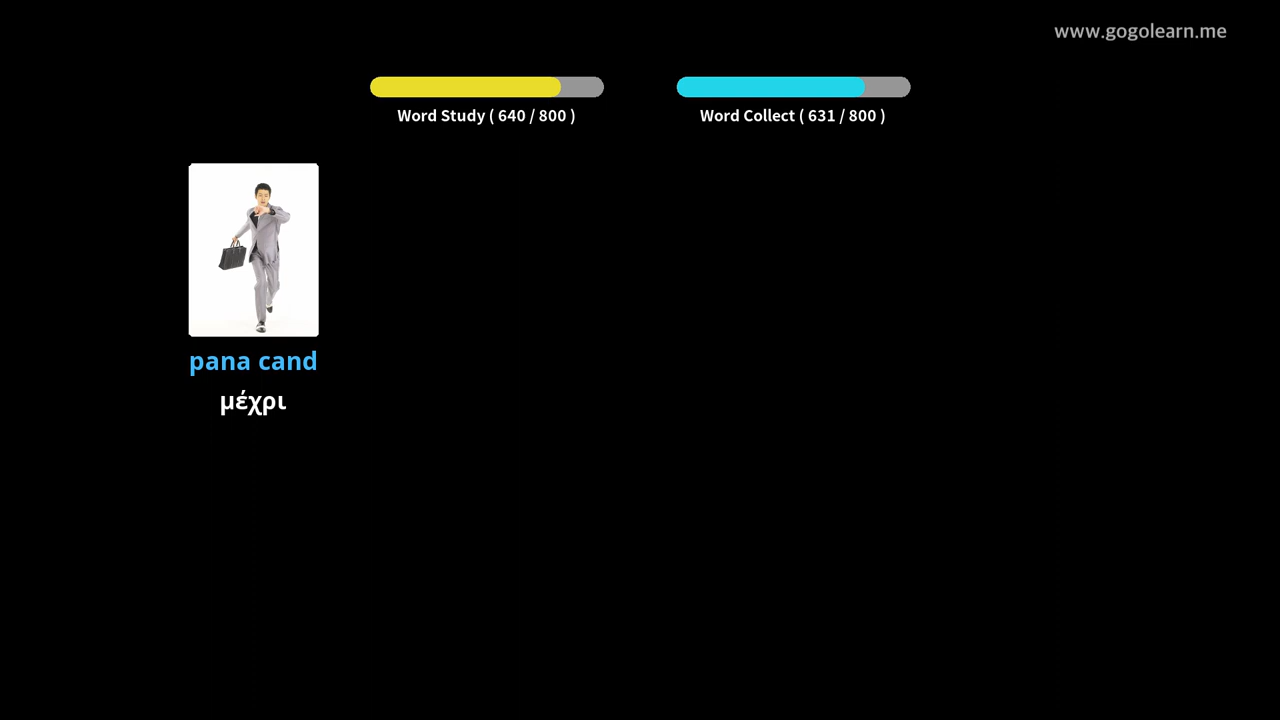 www.gogolearn.me
Word Study ( 640 / 800 )
Word Collect ( 631 / 800 )
pana cand
μέχρι